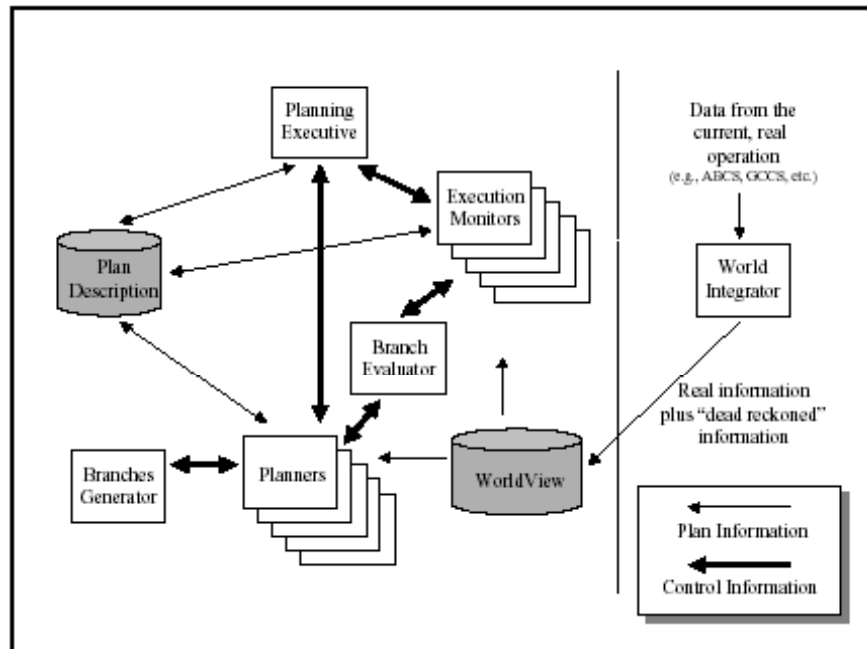 Planning
Executive
Data from the
current, real
operation
(e.g., ABCS, GCCS, etc.)
Execution
Monitors
Plan
Description
World
Integrator
Branch
Evaluator
Real information
plus “dead reckoned”
information
Branches
Generator
Planners
WorldView
Plan Information
Control Information